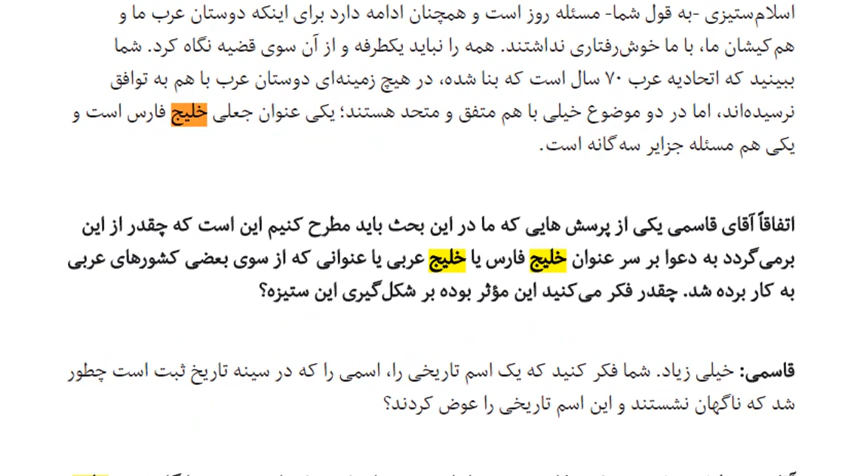 اسلام‌ستیزی -به قول شما- مسئله روز است و همچنان ادامه دارد برای اینکه دوستان عرب ما و
هم‌کیشان ما، با ما خوش‌رفتاری نداشتند. همه را نباید یکطرفه و از آن سوی قضیه نگاه کرد. شما
ببینید که اتحادیه عرب ۷۰ سال است که بنا شده، در هیچ زمینه‌ای دوستان عرب با هم به توافق
نرسیده‌اند، اما در دو موضوع خیلی با هم متفق و متحد هستند؛ یکی عنوان جعلی خلیج فارس است و
یکی هم مسئله جزایر سه‌گانه است.
اتفاقاً آقای قاسمی یکی از پرسش هایی که ما در این بحث باید مطرح کنیم این است که چقدر از این
برمی‌گردد به دعوا بر سر عنوان خلیج فارس یا خلیج عربی یا عنوانی که از سوی بعضی کشورهای عربی
به کار برده شد. چقدر فکر می‌کنید این مؤثر بوده بر شکل‌گیری این ستیزه؟
قاسمی: خیلی زیاد. شما فکر کنید که یک اسم تاریخی را، اسمی را که در سینه تاریخ ثبت است چطور
شد که ناگهان نشستند و این اسم تاریخی را عوض کردند؟